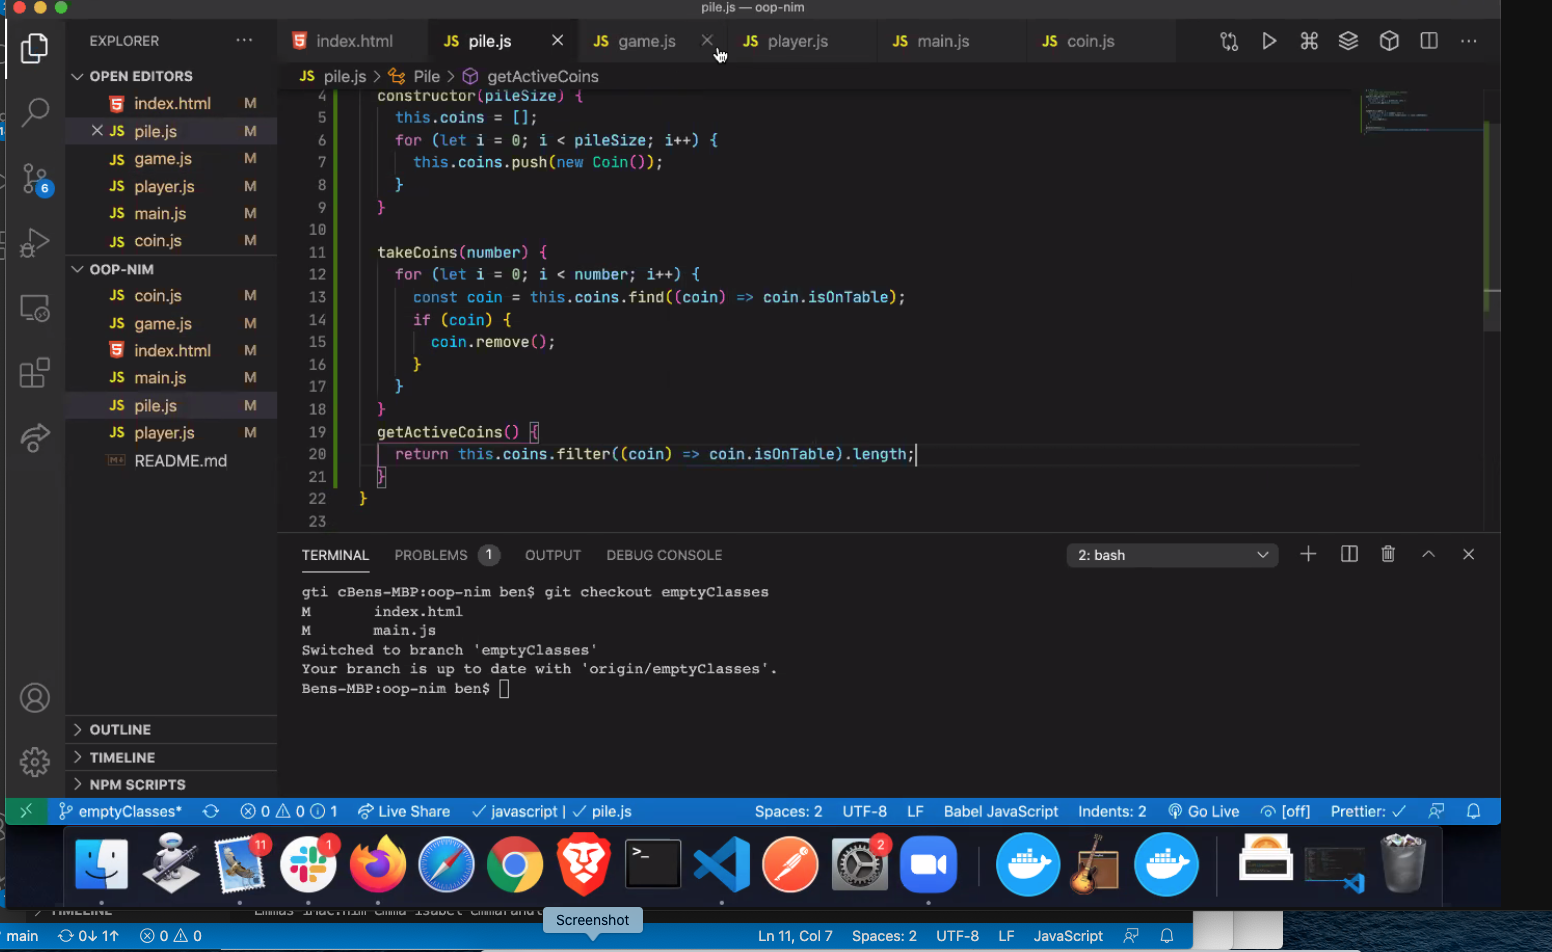 pile.js — oop-nim
EXPLORER ···
index.html
JS pile.js
JS game.js
JS player.js
JS main.js
JS coin.js
OPEN EDITORS
index.html M
JS pile.js M
JS game.js M
JS player.js M
JS main.js M
JS coin.js M
OOP-NIM
JS coin.js M
JS game.js M
index.html M
JS main.js M
JS pile.js M
JS player.js M
README.md
6
OUTLINE
TIMELINE
NPM SCRIPTS
JS pile.js > Pile > getActiveCoins
4 constructor(pileSize) {
5 this.coins = [];
6 for (let i = 0; i < pileSize; i++) {
7 this.coins.push(new Coin());
8 }
9 }
10
11 takeCoins(number) {
12 for (let i = 0; i < number; i++) {
13 const coin = this.coins.find((coin) => coin.isOnTable);
14 if (coin) {
15 coin.remove();
16 }
17 }
18 }
19 getActiveCoins() {
20 return this.coins.filter((coin) => coin.isOnTable).length;
21 }
22 }
23
TERMINAL PROBLEMS 1 OUTPUT DEBUG CONSOLE 2: bash
gti cBens-MBP:oop-nim ben$ git checkout emptyClasses
M index.html
M main.js
Switched to branch 'emptyClasses'
Your branch is up to date with 'origin/emptyClasses'.
Bens-MBP:oop-nim ben$
emptyClasses* 0 0 1 Live Share ✓ javascript | ✓ pile.js Spaces: 2 UTF-8 LF Babel JavaScript Indents: 2 Go Live [off] Prettier: ✓
11 1 >_ 2
TIMELINE
Screenshot
main 0↓ 1↑ 0 0 Ln 11, Col 7 Spaces: 2 UTF-8 LF JavaScript